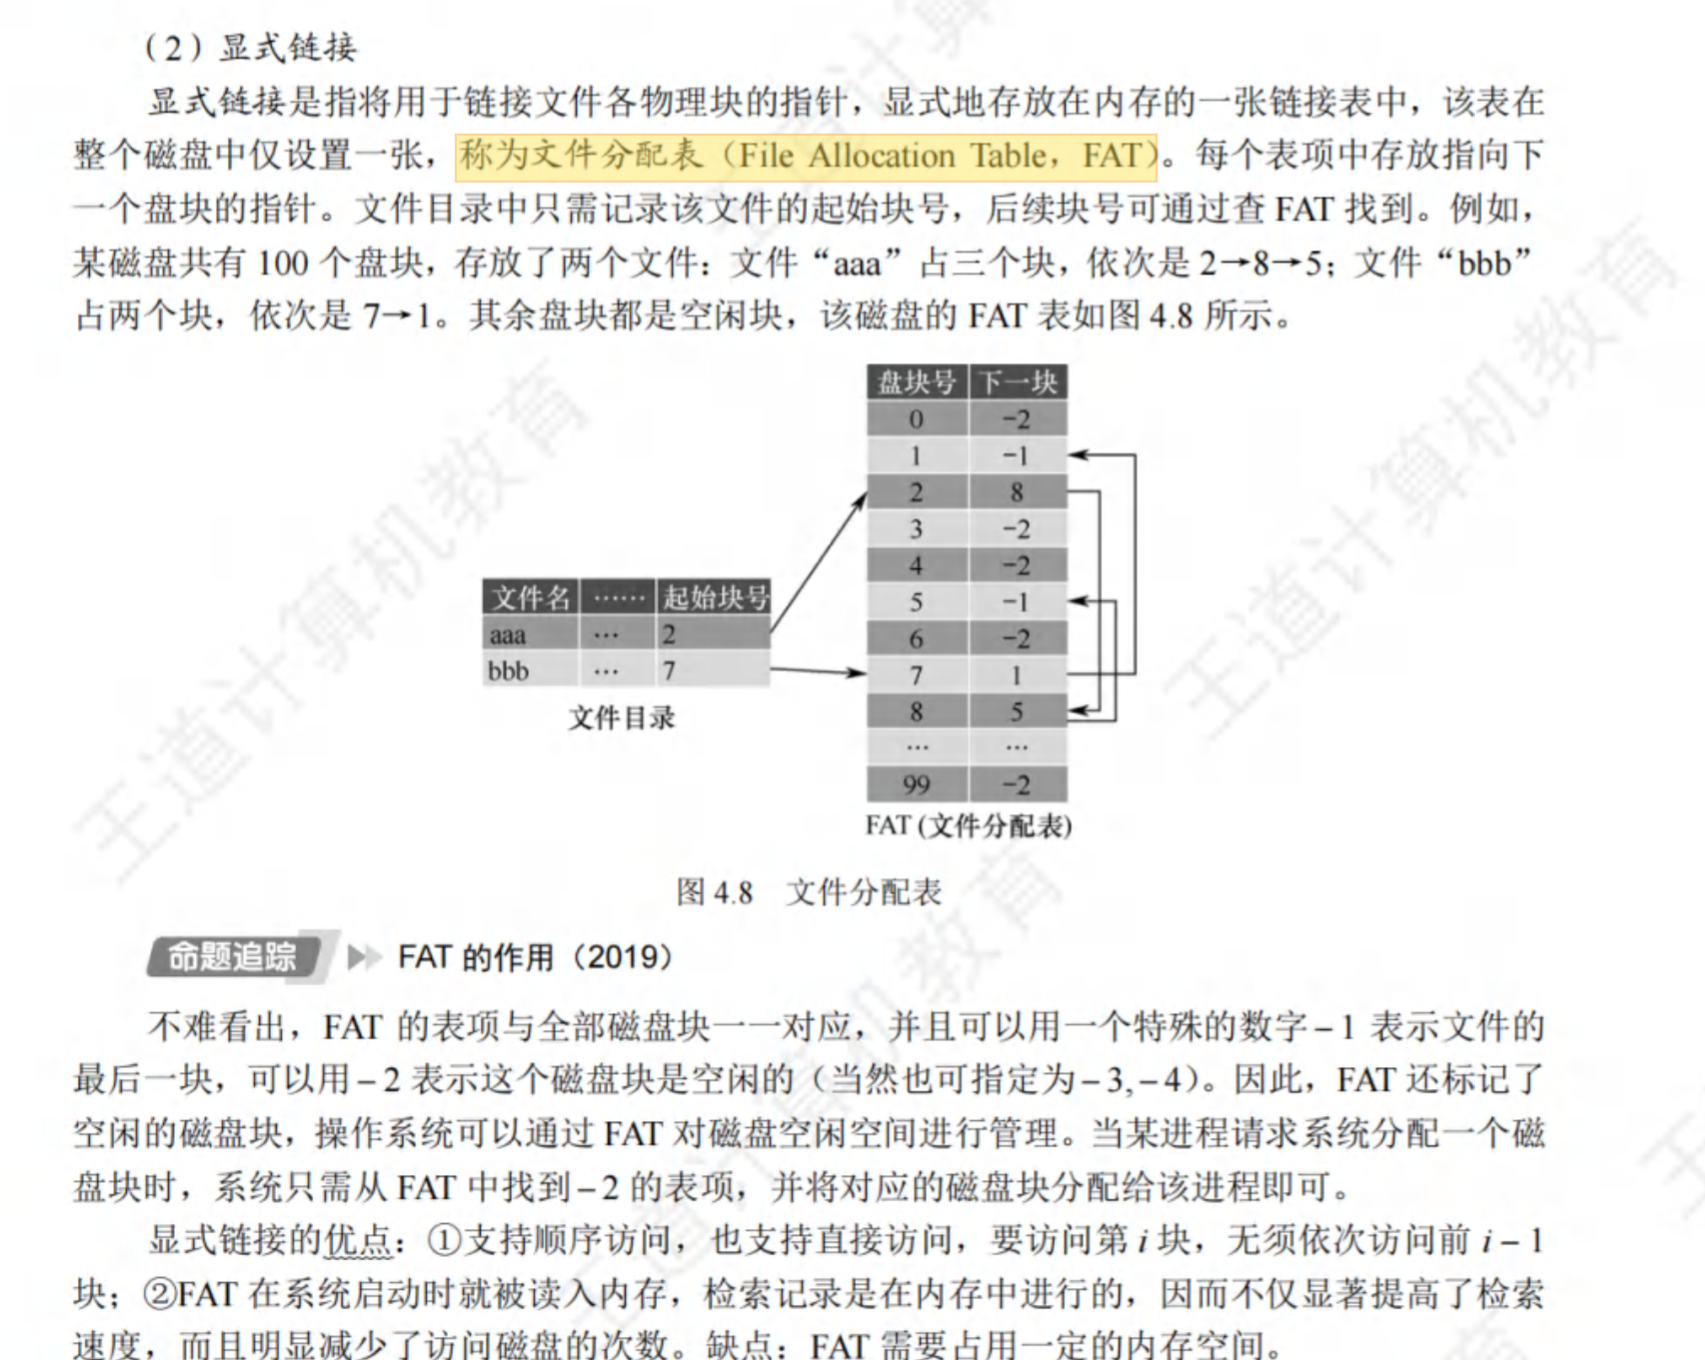 （2）显式链接
显式链接是指将用于链接文件各物理块的指针，显式地存放在内存的一张链接表中，该表在
整个磁盘中仅设置一张，称为文件分配表（File Allocation Table，FAT）。每个表项中存放指向下
一个盘块的指针。文件目录中只需记录该文件的起始块号，后续块号可通过查 FAT 找到。例如，
某磁盘共有 100 个盘块，存放了两个文件：文件“aaa”占三个块，依次是 2→8→5；文件“bbb”
占两个块，依次是 7→1。其余盘块都是空闲块，该磁盘的 FAT 表如图 4.8 所示。
文件名 …… 起始块号
aaa … 2
bbb … 7
文件目录
盘块号 下一块
0 -2
1 -1
2 8
3 -2
4 -2
5 -1
6 -2
7 1
8 5
… …
99 -2
FAT (文件分配表)
图 4.8 文件分配表
命题追踪 FAT 的作用（2019）
不难看出，FAT 的表项与全部磁盘块一一对应，并且可以用一个特殊的数字–1 表示文件的
最后一块，可以用–2 表示这个磁盘块是空闲的（当然也可指定为–3,–4）。因此，FAT 还标记了
空闲的磁盘块，操作系统可以通过 FAT 对磁盘空闲空间进行管理。当某进程请求系统分配一个磁
盘块时，系统只需从 FAT 中找到–2 的表项，并将对应的磁盘块分配给该进程即可。
显式链接的优点：①支持顺序访问，也支持直接访问，要访问第 i 块，无须依次访问前 i – 1
块；②FAT 在系统启动时就被读入内存，检索记录是在内存中进行的，因而不仅显著提高了检索
速度，而且明显减少了访问磁盘的次数。缺点：FAT 需要占用一定的内存空间。
王道计算机教育
王道计算机教育
王道计算机教育